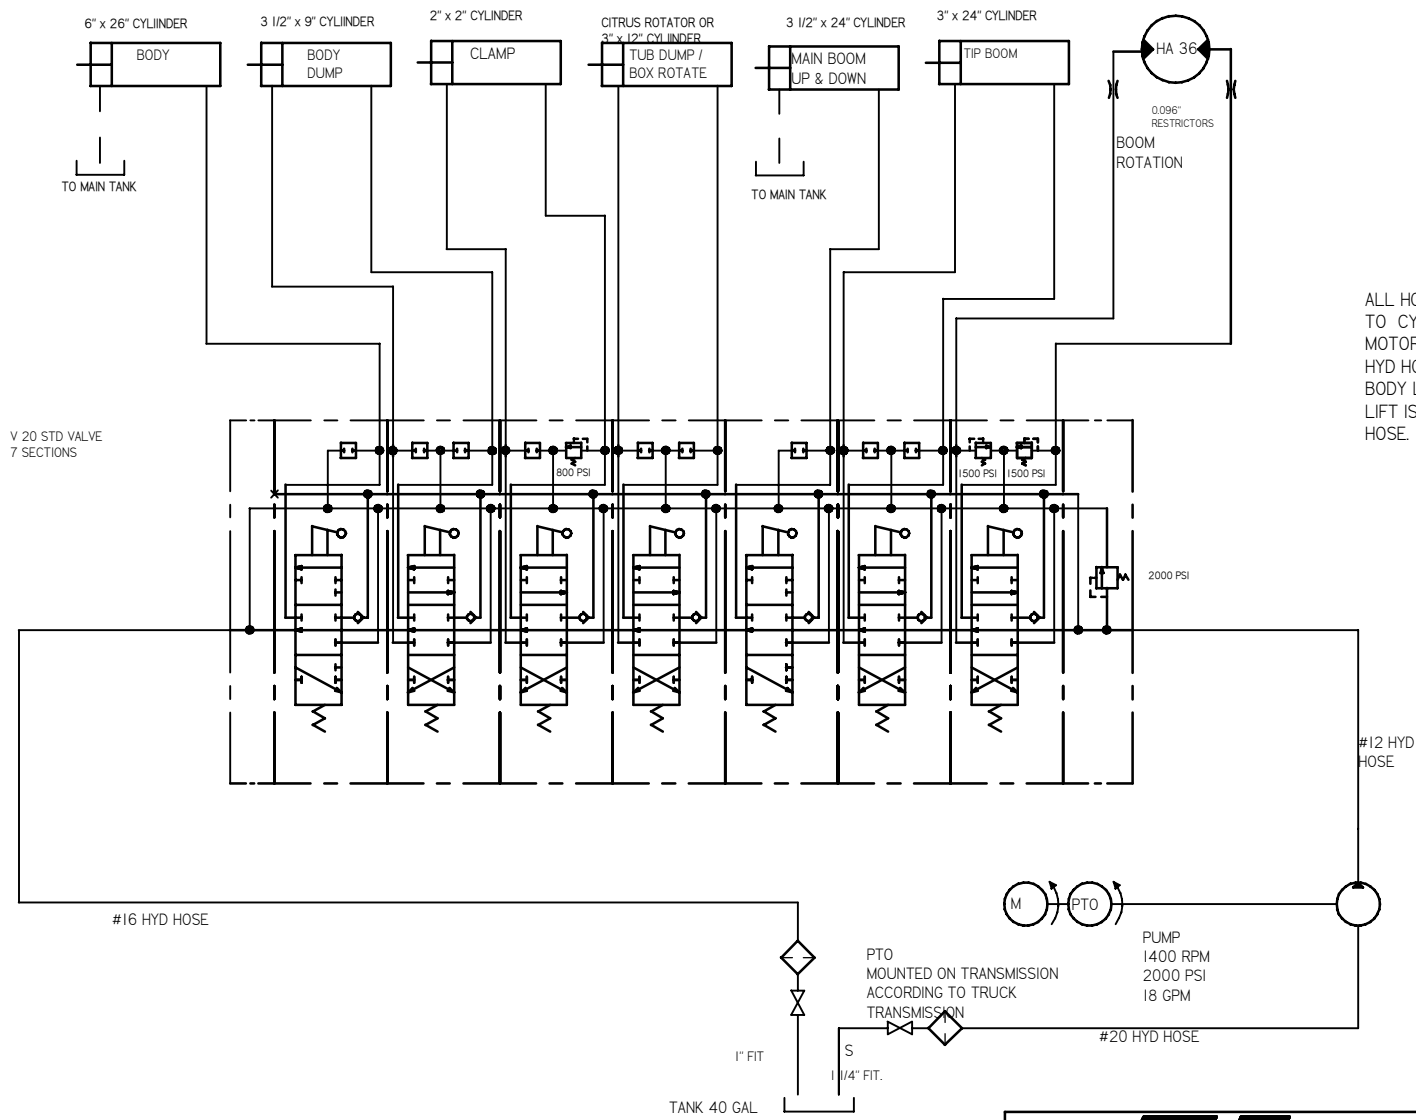 6" x 26" CYLIINDER
3 1/2" x 9" CYLIINDER
2" x 2" CYLIINDER
CITRUS ROTATOR OR
3" x 12" CYLIINDER
3 1/2" x 24" CYLINDER
3" x 24" CYLINDER
BODY
BODY
DUMP
CLAMP
TUB DUMP /
BOX ROTATE
MAIN BOOM
UP & DOWN
TIP BOOM
HA 36
0.096"
RESTRICTORS
BOOM
ROTATION
TO MAIN TANK
TO MAIN TANK
ALL HO
TO CY
MOTOR
HYD HO
BODY L
LIFT IS
HOSE.
V 20 STD VALVE
7 SECTIONS
800 PSI
1500 PSI
1500 PSI
2000 PSI
#12 HYD
HOSE
#16 HYD HOSE
M
PTO
PUMP
1400 RPM
2000 PSI
18 GPM
PTO
MOUNTED ON TRANSMISSION
ACCORDING TO TRUCK
TRANSMISSION
#20 HYD HOSE
1" FIT
S
1 1/4" FIT.
TANK 40 GAL